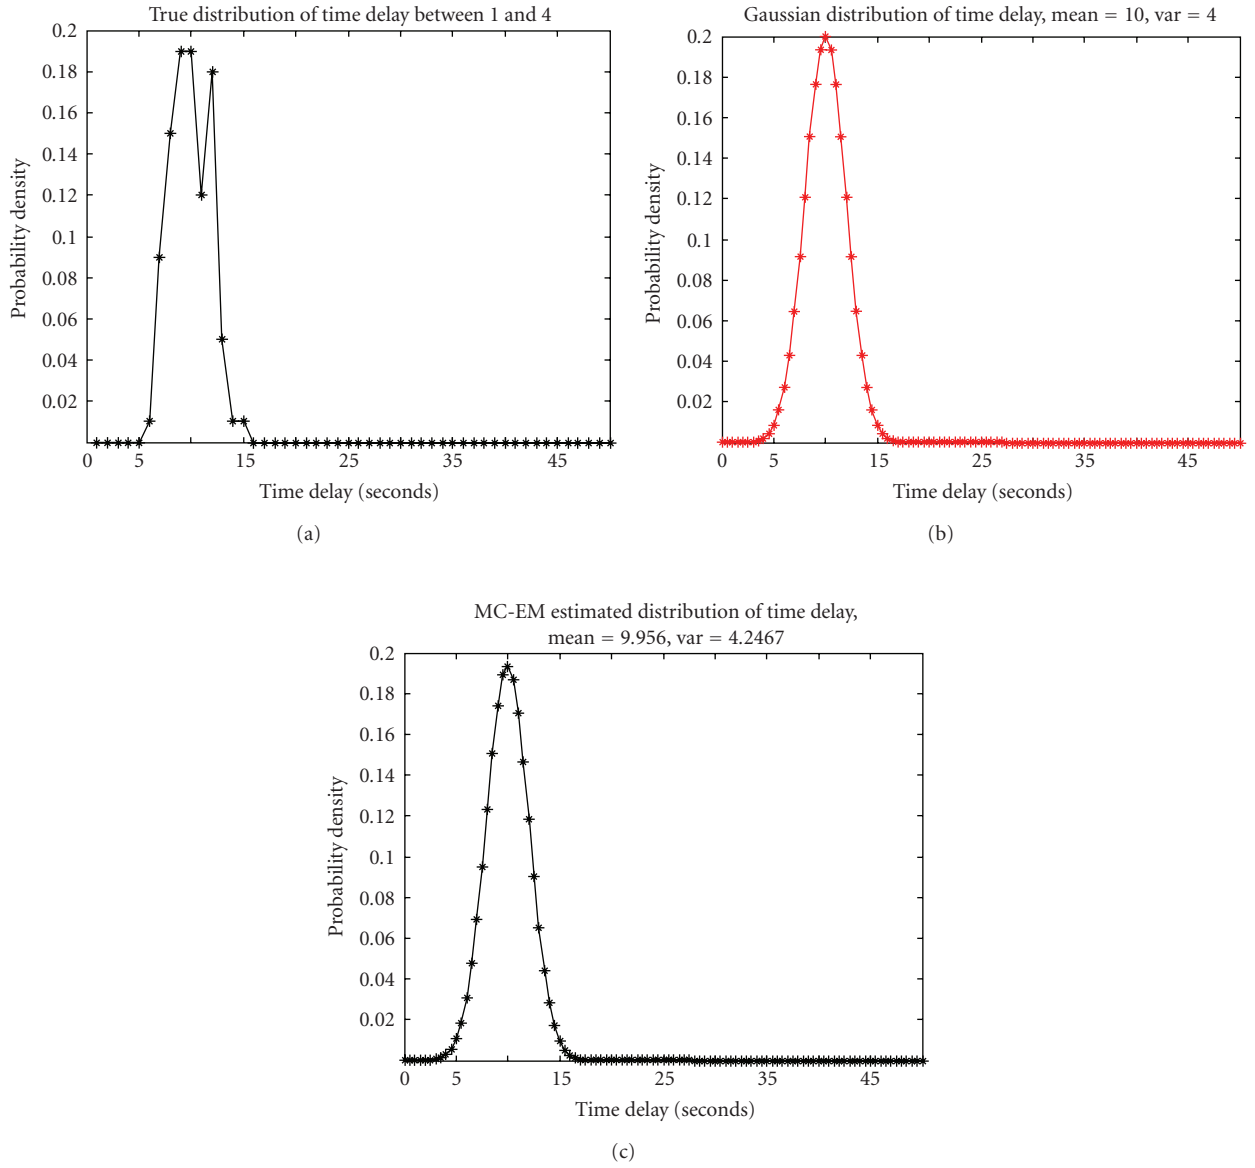 True distribution of time delay between 1 and 4
0.2
0.18
0.16
0.14
0.12
0.1
0.08
0.06
0.04
0.02
Probability density
0 5 15 25 35 45
Time delay (seconds)
(a)
Gaussian distribution of time delay, mean = 10, var = 4
0.2
0.18
0.16
0.14
0.12
0.1
0.08
0.06
0.04
0.02
Probability density
0 5 15 25 35 45
Time delay (seconds)
(b)
MC-EM estimated distribution of time delay,
mean = 9.956, var = 4.2467
0.2
0.18
0.16
0.14
0.12
0.1
0.08
0.06
0.04
0.02
Probability density
0 5 15 25 35 45
Time delay (seconds)
(c)